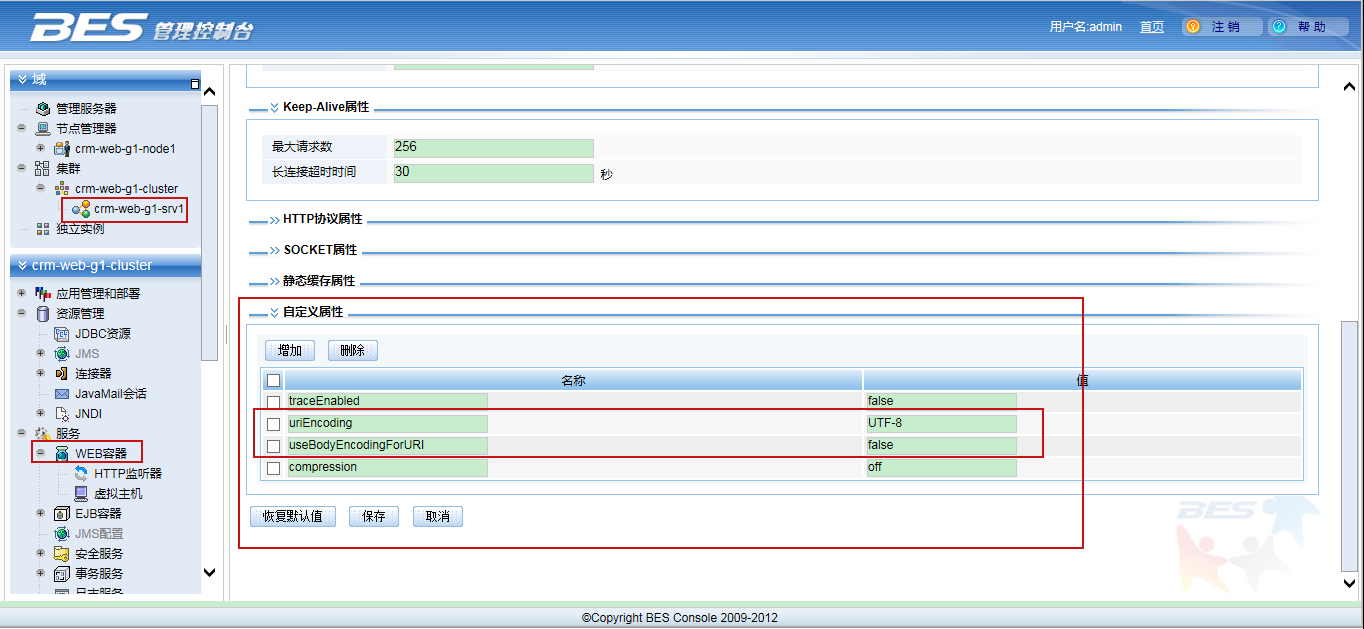 BES 管理控制台
用户名:admin 首页 注 销 帮 助
域
管理服务器
节点管理器
crm-web-g1-node1
集群
crm-web-g1-cluster
crm-web-g1-srv1
独立实例
crm-web-g1-cluster
应用管理和部署
资源管理
JDBC资源
JMS
连接器
JavaMail会话
JNDI
服务
WEB容器
HTTP监听器
虚拟主机
EJB容器
JMS配置
安全服务
事务服务
日志服务
Keep-Alive属性
最大请求数 256
长连接超时时间 30 秒
HTTP协议属性
SOCKET属性
静态缓存属性
自定义属性
增加 删除
名称 值
traceEnabled false
uriEncoding UTF-8
useBodyEncodingForURI false
compression off
恢复默认值 保存 取消
BES
©Copyright BES Console 2009-2012